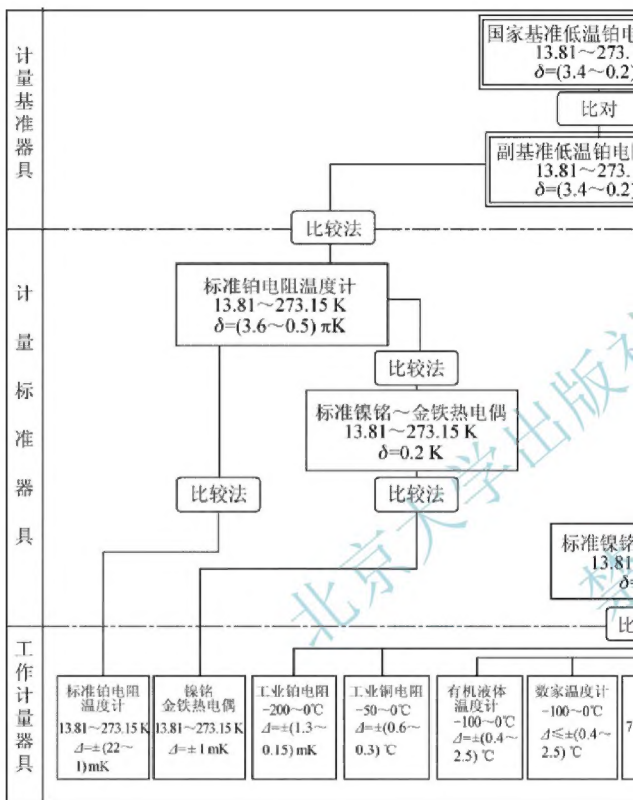 计量基准器具
国家基准低温铂电
13.81～273.
δ=(3.4～0.2)
比对
副基准低温铂电阻
13.81～273.
δ=(3.4～0.2)
比较法
计量标准器具
标准铂电阻温度计
13.81～273.15 K
δ=(3.6～0.5) πK
比较法
标准镍铭～金铁热电偶
13.81～273.15 K
δ=0.2 K
比较法
比较法
标准镍铭
13.81
δ=
比
工作计量器具
标准铂电阻
温度计
13.81～273.15 K
Δ=±(22～
1)mK
镍铭
金铁热电偶
13.81～273.15 K
Δ=±1mK
工业铂电阻
-200～0℃
Δ=±(1.3～
0.15) mK
工业铜电阻
-50～0℃
Δ=±(0.6～
0.3) ℃
有机液体
温度计
-100～0℃
Δ=±(0.4～
2.5) ℃
数家温度计
-100～0℃
Δ≤±(0.4～
2.5) ℃
7
北京大学出版社
禁